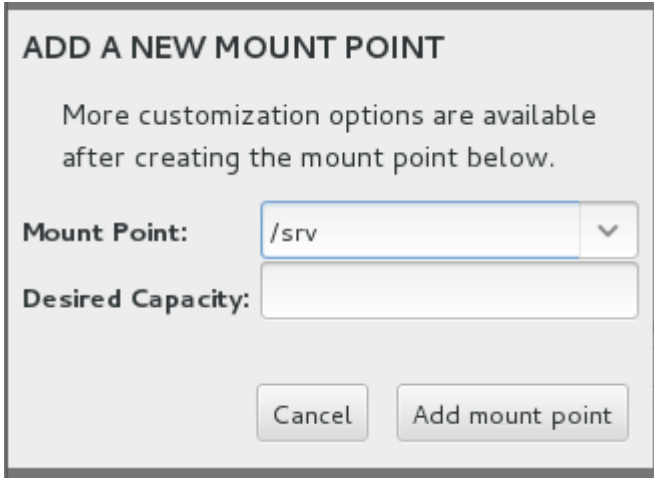 ADD A NEW MOUNT POINT
More customization options are available
after creating the mount point below.
Mount Point: /srv
Desired Capacity:
Cancel Add mount point